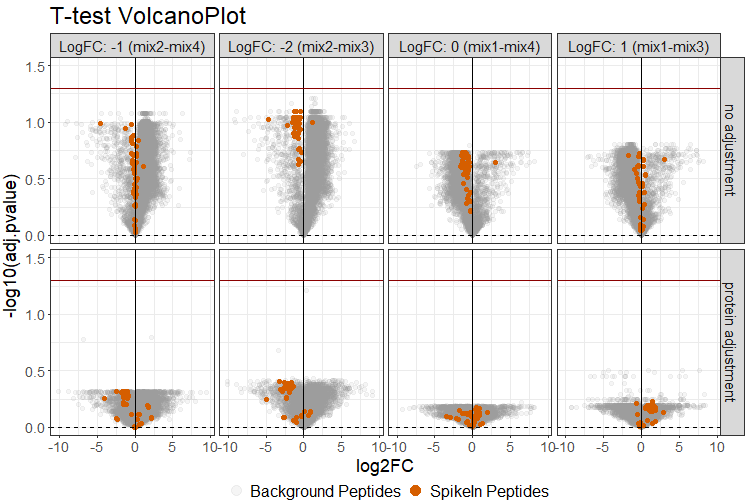 T-test VolcanoPlot
LogFC: -1 (mix2-mix4)
LogFC: -2 (mix2-mix3)
LogFC: 0 (mix1-mix4)
LogFC: 1 (mix1-mix3)
-log10(adj.pvalue)
1.5
1.0
0.5
0.0
no adjustment
1.5
1.0
0.5
0.0
protein adjustment
-10 -5 0 5 10
-10 -5 0 5 10
-10 -5 0 5 10
-10 -5 0 5 10
log2FC
Background Peptides
SpikeIn Peptides